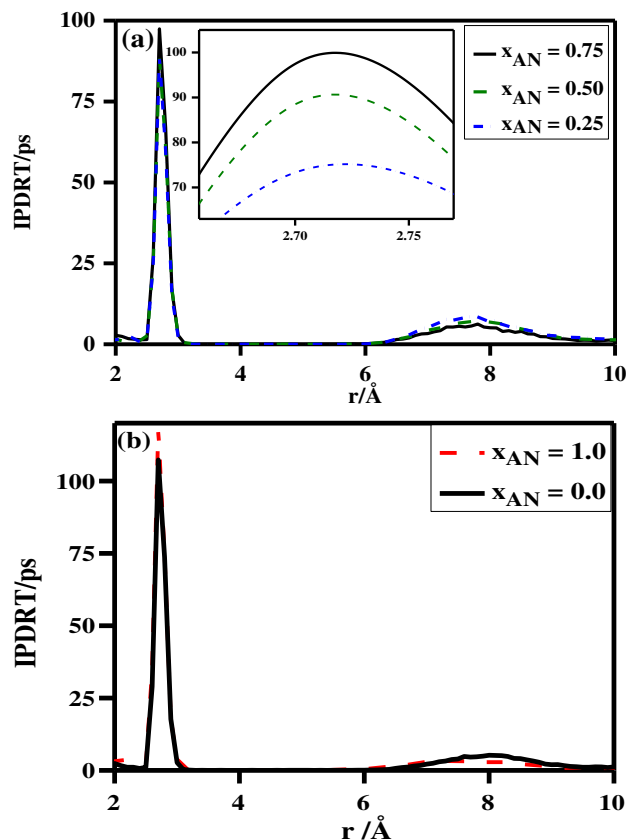 (a)
x_AN = 0.75
x_AN = 0.50
x_AN = 0.25
IPDRT/ps
100
75
50
25
0
100
90
80
70
2.70 2.75
2 4 6 8 10
r/Å
(b)
x_AN = 1.0
x_AN = 0.0
IPDRT/ps
100
75
50
25
0
2 4 6 8 10
r /Å